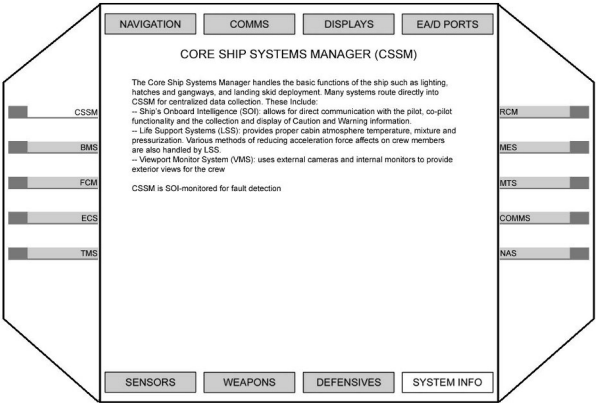 NAVIGATION
COMMS
DISPLAYS
EA/D PORTS
CORE SHIP SYSTEMS MANAGER (CSSM)
The Core Ship Systems Manager handles the basic functions of the ship such as lighting,
hatches and gangways, and landing skid deployment. Many systems route directly into
CSSM for centralized data collection. These Include:
-- Ship's Onboard Intelligence (SOI): allows for direct communication with the pilot, co-pilot
functionality and the collection and display of Caution and Warning information.
-- Life Support Systems (LSS): provides proper cabin atmosphere temperature, mixture and
pressurization. Various methods of reducing acceleration force affects on crew members
are also handled by LSS.
-- Viewport Monitor System (VMS): uses external cameras and internal monitors to provide
exterior views for the crew
CSSM is SOI-monitored for fault detection
CSSM
BMS
FCM
ECS
TMS
RCM
MES
MTS
COMMS
NAS
SENSORS
WEAPONS
DEFENSIVES
SYSTEM INFO